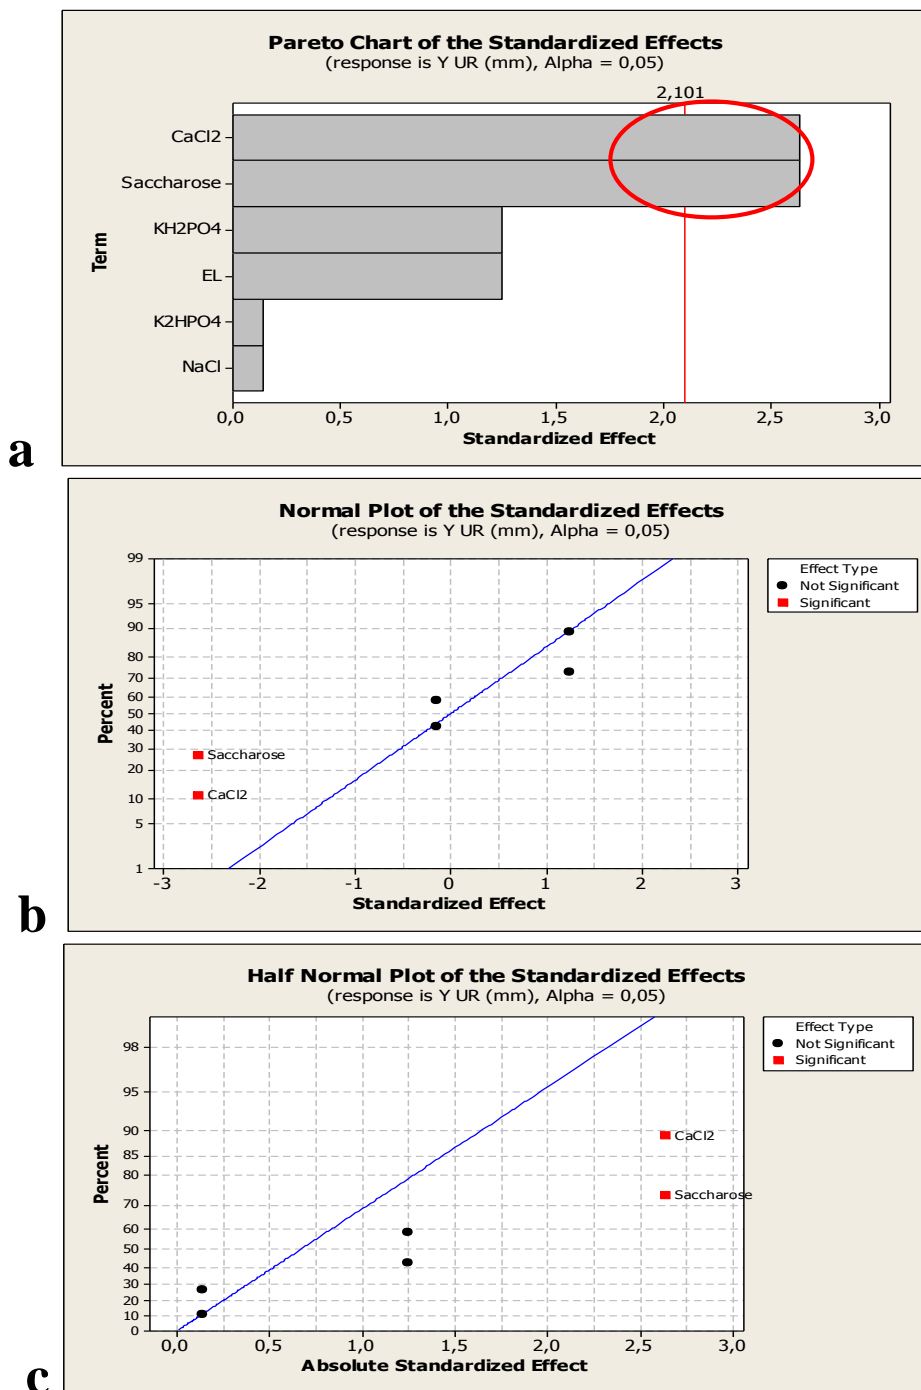 Pareto Chart of the Standardized Effects
(response is Y UR (mm), Alpha = 0,05)
2,101
CaCl2
Saccharose
KH2PO4
EL
K2HPO4
NaCl
Term
0,0 0,5 1,0 1,5 2,0 2,5 3,0
Standardized Effect
a
Normal Plot of the Standardized Effects
(response is Y UR (mm), Alpha = 0,05)
99
95
90
80
70
60
50
40
30
20
10
5
1
Percent
Saccharose
CaCl2
Effect Type
Not Significant
Significant
-3 -2 -1 0 1 2 3
Standardized Effect
b
Half Normal Plot of the Standardized Effects
(response is Y UR (mm), Alpha = 0,05)
98
95
90
85
80
70
60
50
40
30
20
10
0
Percent
CaCl2
Saccharose
Effect Type
Not Significant
Significant
0,0 0,5 1,0 1,5 2,0 2,5 3,0
Absolute Standardized Effect
c